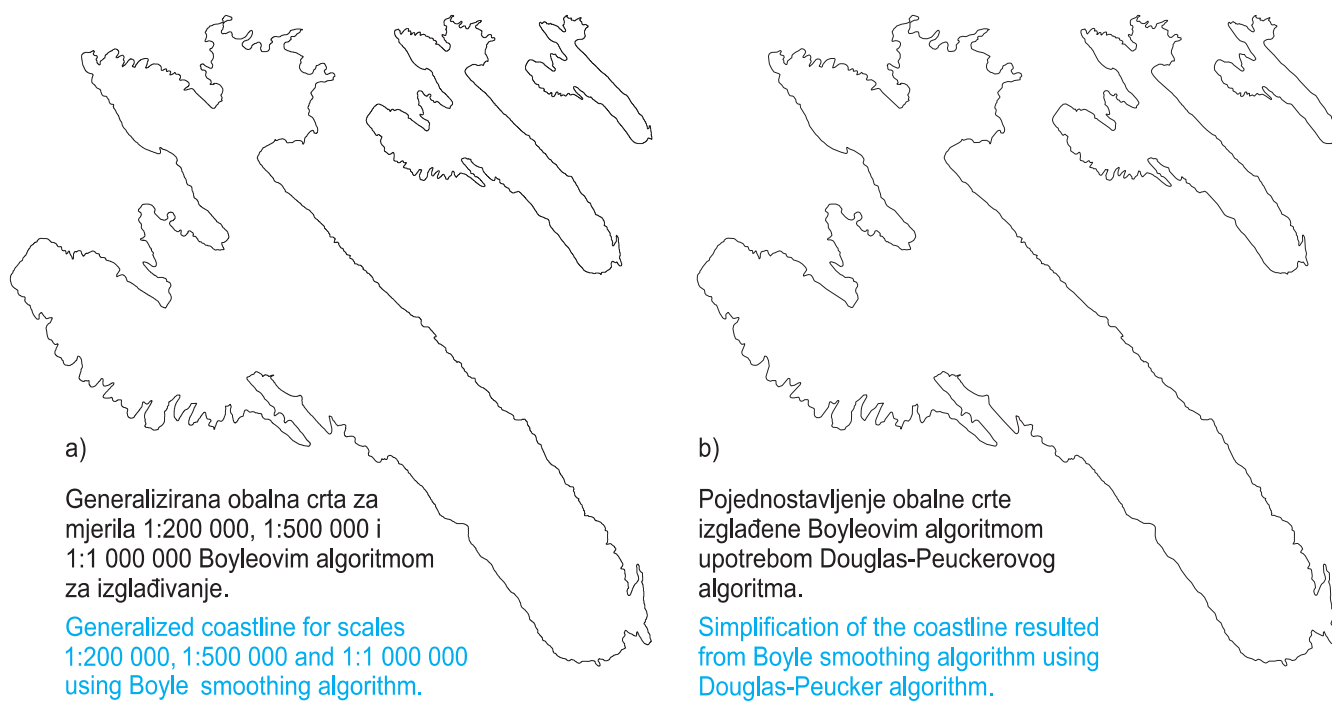 a)
Generalizirana obalna crta za
mjerila 1:200 000, 1:500 000 i
1:1 000 000 Boyleovim algoritmom
za izglađivanje.
Generalized coastline for scales
1:200 000, 1:500 000 and 1:1 000 000
using Boyle smoothing algorithm.
b)
Pojednostavljenje obalne crte
izglađene Boyleovim algoritmom
upotrebom Douglas-Peuckerovog
algoritma.
Simplification of the coastline resulted
from Boyle smoothing algorithm using
Douglas-Peucker algorithm.